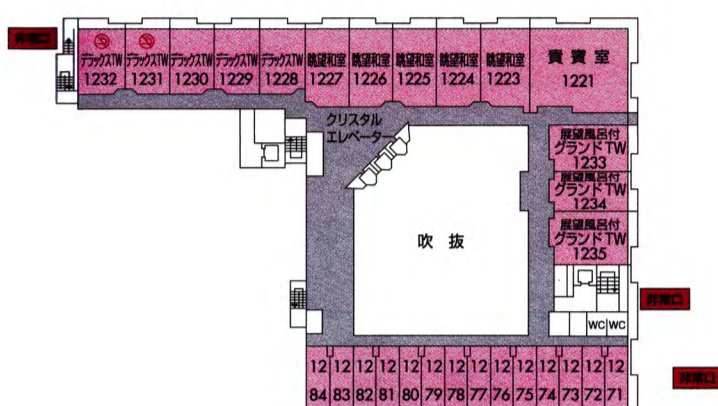 非常口
デラックスTW
1232
デラックスTW
1231
デラックスTW
1230
デラックスTW
1229
デラックスTW
1228
眺望和室
1227
眺望和室
1226
眺望和室
1225
眺望和室
1224
眺望和室
1223
貴賓室
1221
クリスタル
エレベーター
展望風呂付
グランドTW
1233
展望風呂付
グランドTW
1234
展望風呂付
グランドTW
1235
吹 抜
非常口
WC WC
非常口
12 12 12 12 12 12 12 12 12 12 12 12 12 12
84 83 82 81 80 79 78 77 76 75 74 73 72 71